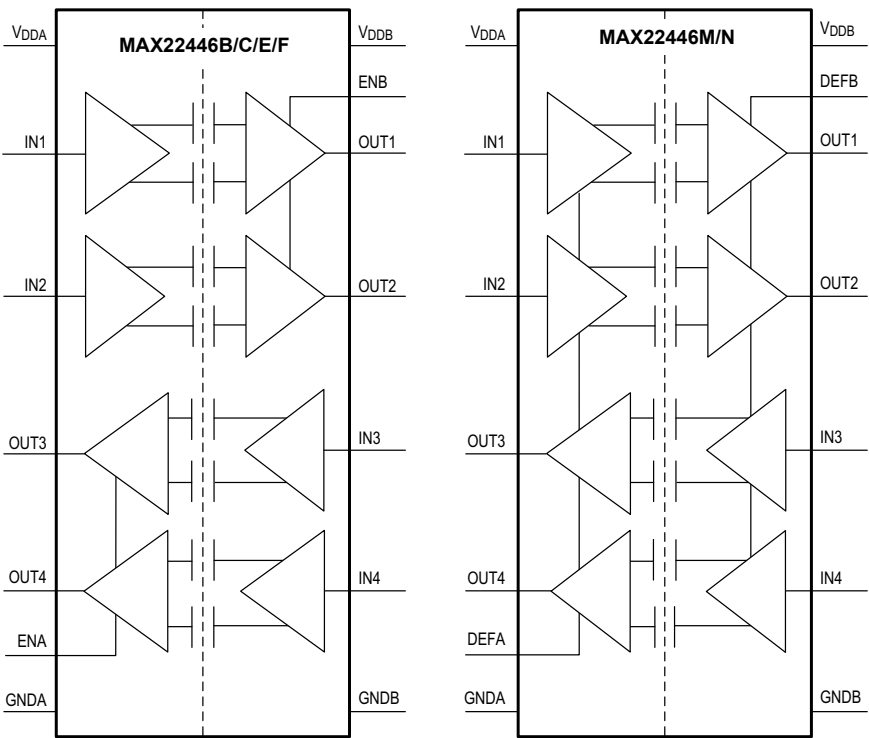 VDDA
MAX22446B/C/E/F
VDDB
ENB
IN1
OUT1
IN2
OUT2
OUT3
IN3
OUT4
IN4
ENA
GNDA
GNDB
VDDA
MAX22446M/N
VDDB
DEFB
IN1
OUT1
IN2
OUT2
OUT3
IN3
OUT4
IN4
DEFA
GNDA
GNDB